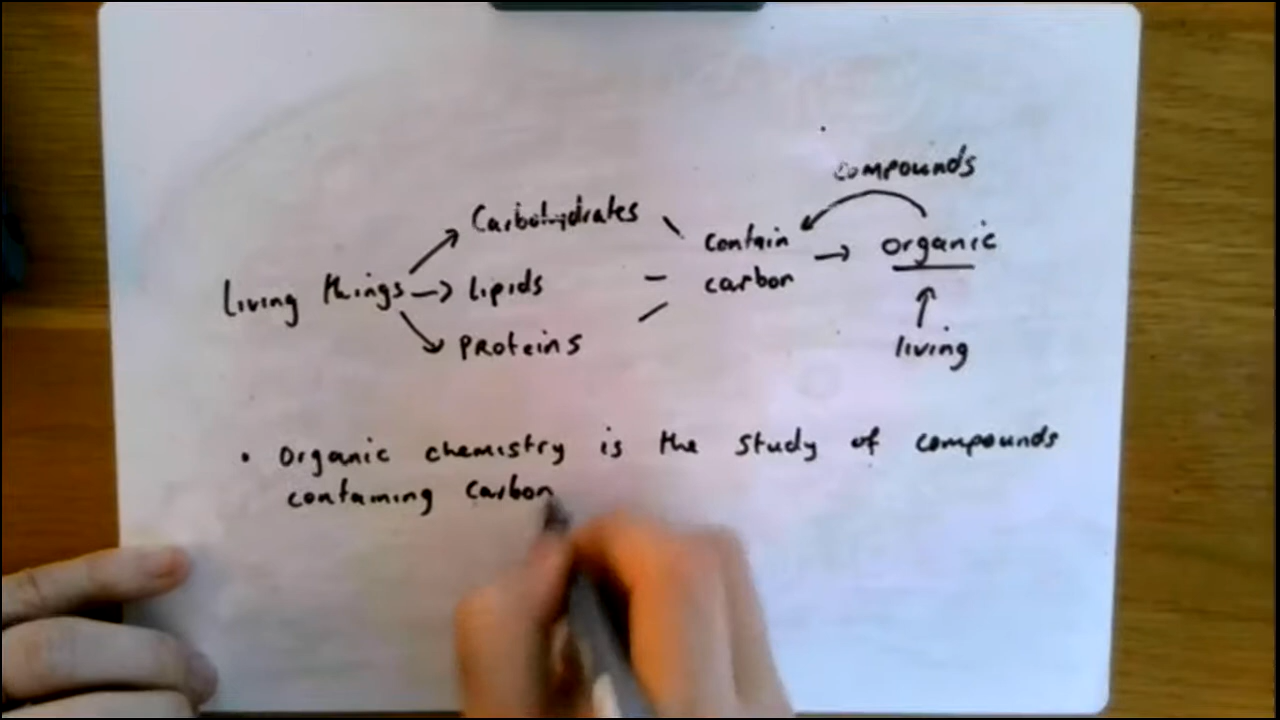 compounds
Carbohydrates
contain
carbon
organic
living things
lipids
proteins
living
• Organic chemistry is the study of compounds
containing carbon